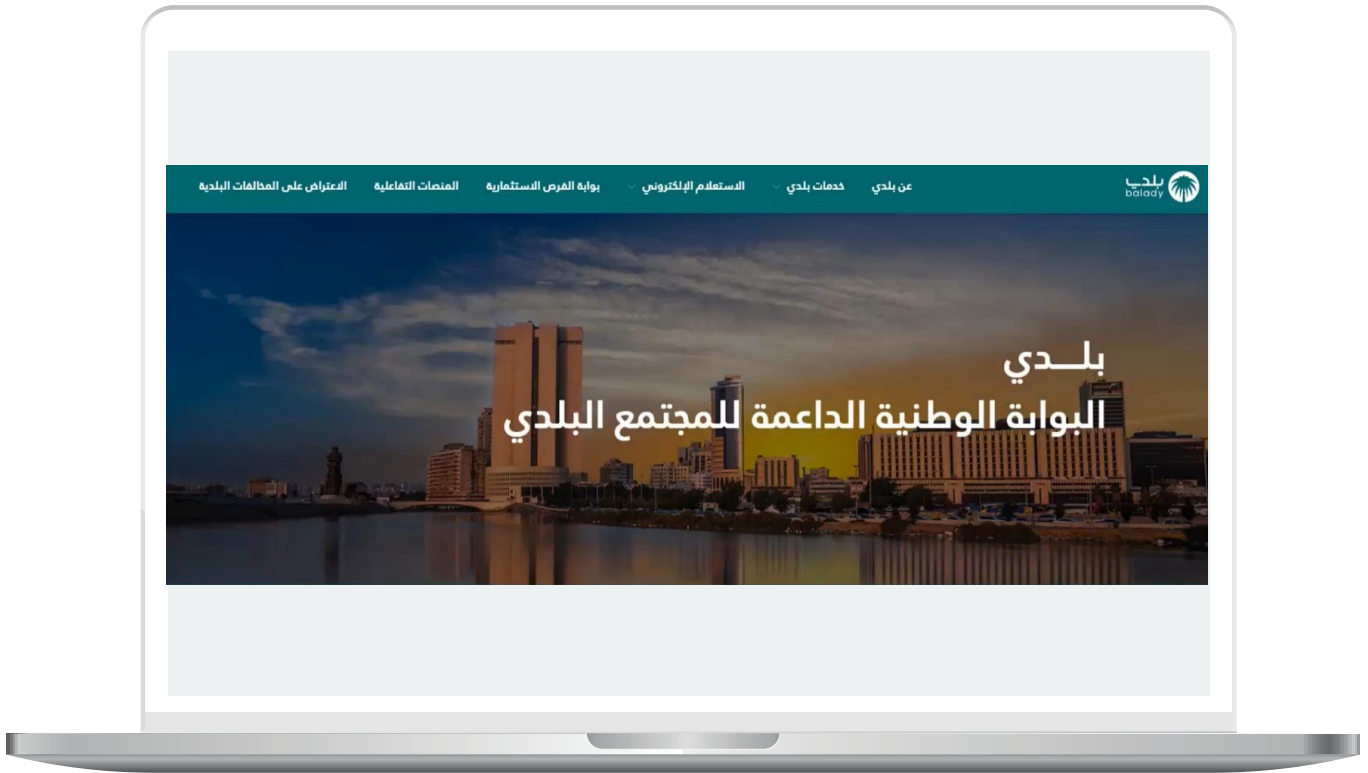 بلدي
balady
عن بلدي
خدمات بلدي
الاستعلام الإلكتروني
بوابة الفرص الاستثمارية
المنصات التفاعلية
الاعتراض على المخالفات البلدية
بلـــدي
البوابة الوطنية الداعمة للمجتمع البلدي